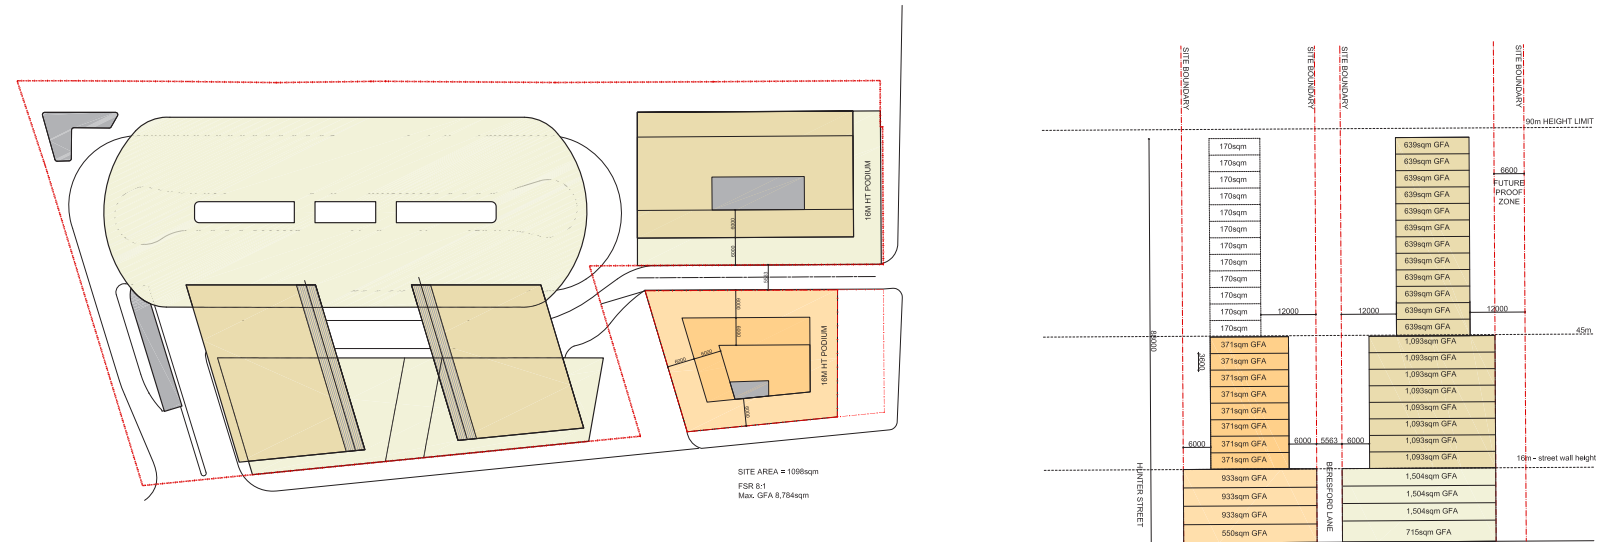 16M HT PODIUM
6000
6000
5563
6000
6000
6000
6000
6000
16M HT PODIUM
SITE AREA = 1098sqm
FSR 8:1
Max. GFA 8,784sqm
SITE BOUNDARY
SITE BOUNDARY
SITE BOUNDARY
SITE BOUNDARY
90m HEIGHT LIMIT
170sqm
170sqm
170sqm
170sqm
170sqm
170sqm
170sqm
170sqm
170sqm
170sqm
170sqm
170sqm
639sqm GFA
639sqm GFA
639sqm GFA
639sqm GFA
639sqm GFA
639sqm GFA
639sqm GFA
639sqm GFA
639sqm GFA
639sqm GFA
639sqm GFA
639sqm GFA
6600
FUTURE
PROOF
ZONE
12000
12000
12000
45m
3600
371sqm GFA
371sqm GFA
371sqm GFA
371sqm GFA
371sqm GFA
371sqm GFA
371sqm GFA
371sqm GFA
1,093sqm GFA
1,093sqm GFA
1,093sqm GFA
1,093sqm GFA
1,093sqm GFA
1,093sqm GFA
1,093sqm GFA
1,093sqm GFA
6000
6000
5563
6000
16m - street wall height
HUNTER STREET
933sqm GFA
933sqm GFA
933sqm GFA
550sqm GFA
BERESFORD LANE
1,504sqm GFA
1,504sqm GFA
1,504sqm GFA
715sqm GFA